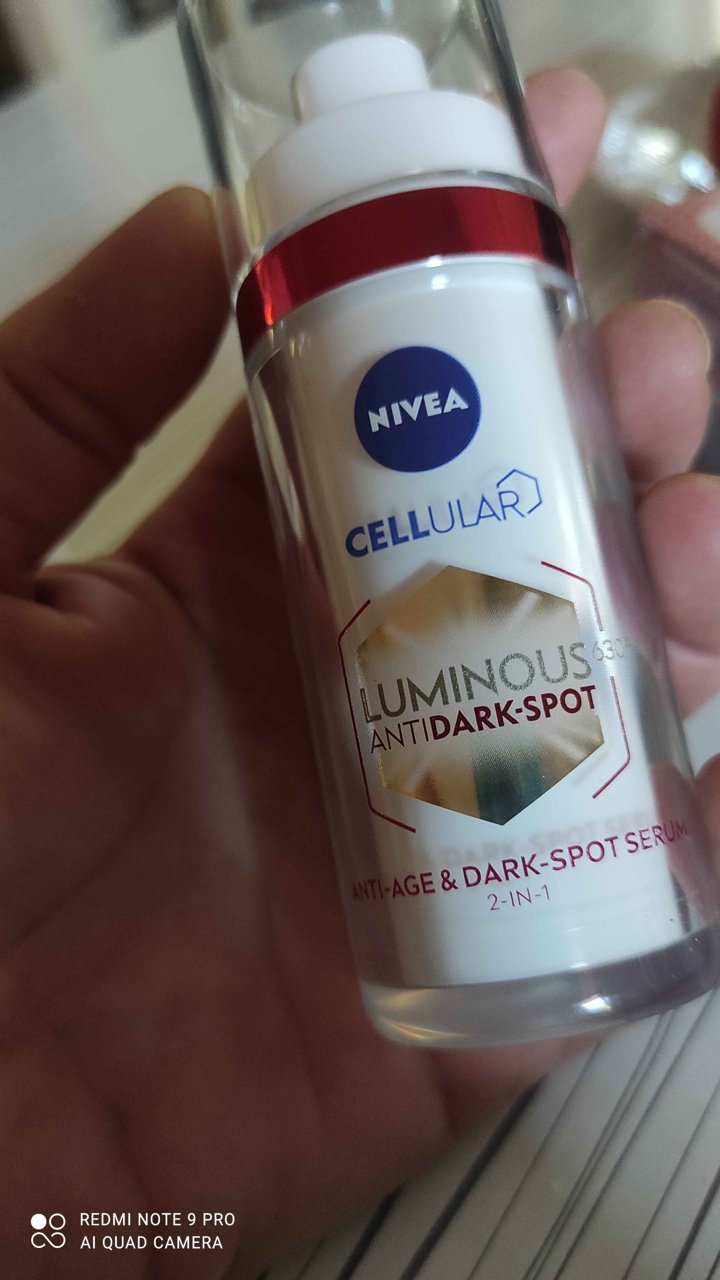 NIVEA
CELLULAR
LUMINOUS 630
ANTIDARK-SPOT
ANTI-AGE & DARK-SPOT SERUM
2-IN-1
REDMI NOTE 9 PRO
AI QUAD CAMERA